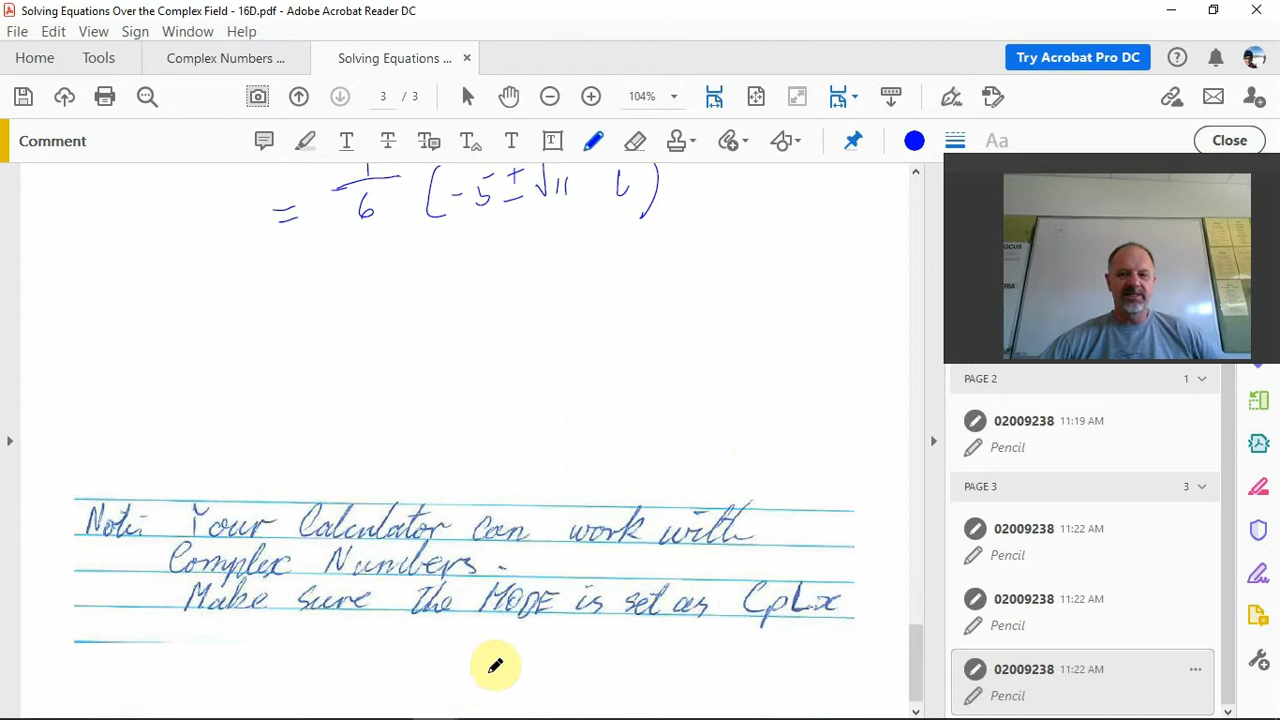 Solving Equations Over the Complex Field - 16D.pdf - Adobe Acrobat Reader DC
File Edit View Sign Window Help
Home Tools Complex Numbers ... Solving Equations ... ×
Try Acrobat Pro DC
3 / 3
104%
Comment
Aa
Close
= 1/6 (-5 ± √11 i)
Note: Your Calculator can work with
Complex Numbers.
Make sure the MODE is set as CpLx
PAGE 2 1
02009238 11:19 AM
Pencil
PAGE 3 3
02009238 11:22 AM
Pencil
02009238 11:22 AM
Pencil
02009238 11:22 AM ...
Pencil